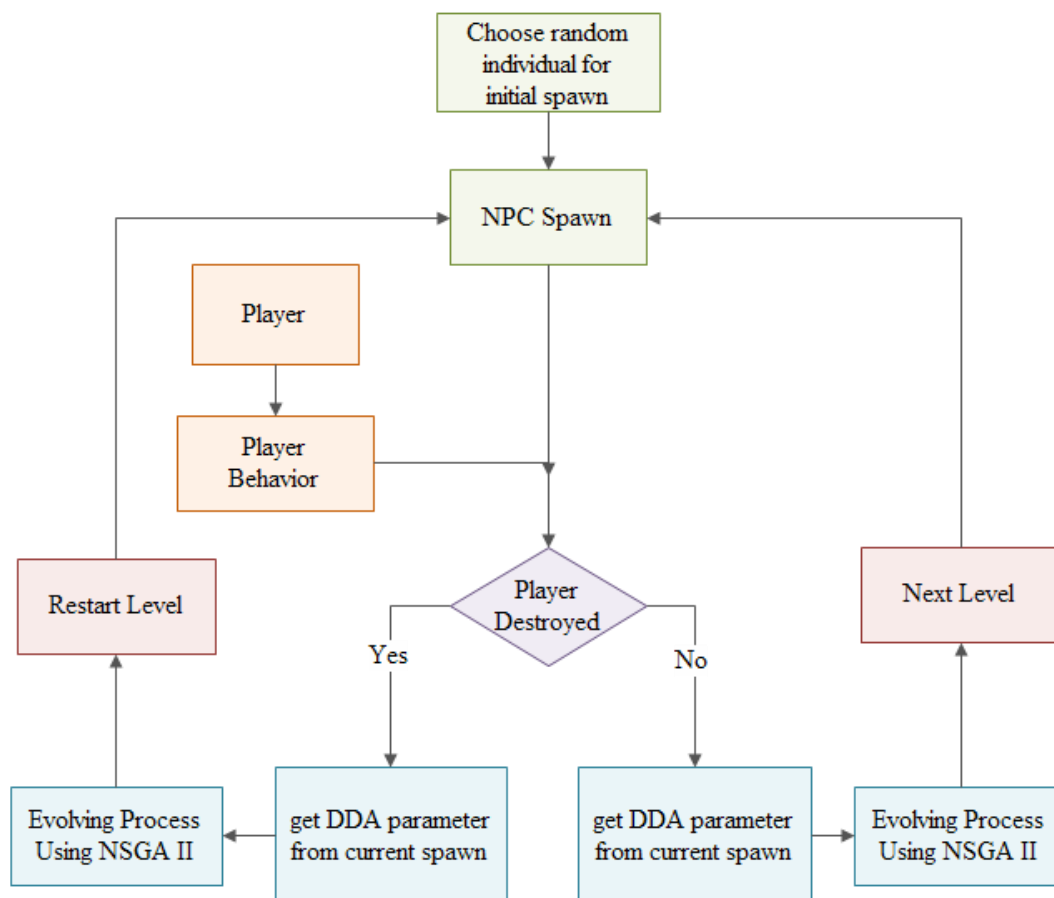 Choose random
individual for
initial spawn
NPC Spawn
Player
Player
Behavior
Player
Destroyed
Restart Level
Next Level
Yes
No
Evolving Process
Using NSGA II
get DDA parameter
from current spawn
get DDA parameter
from current spawn
Evolving Process
Using NSGA II